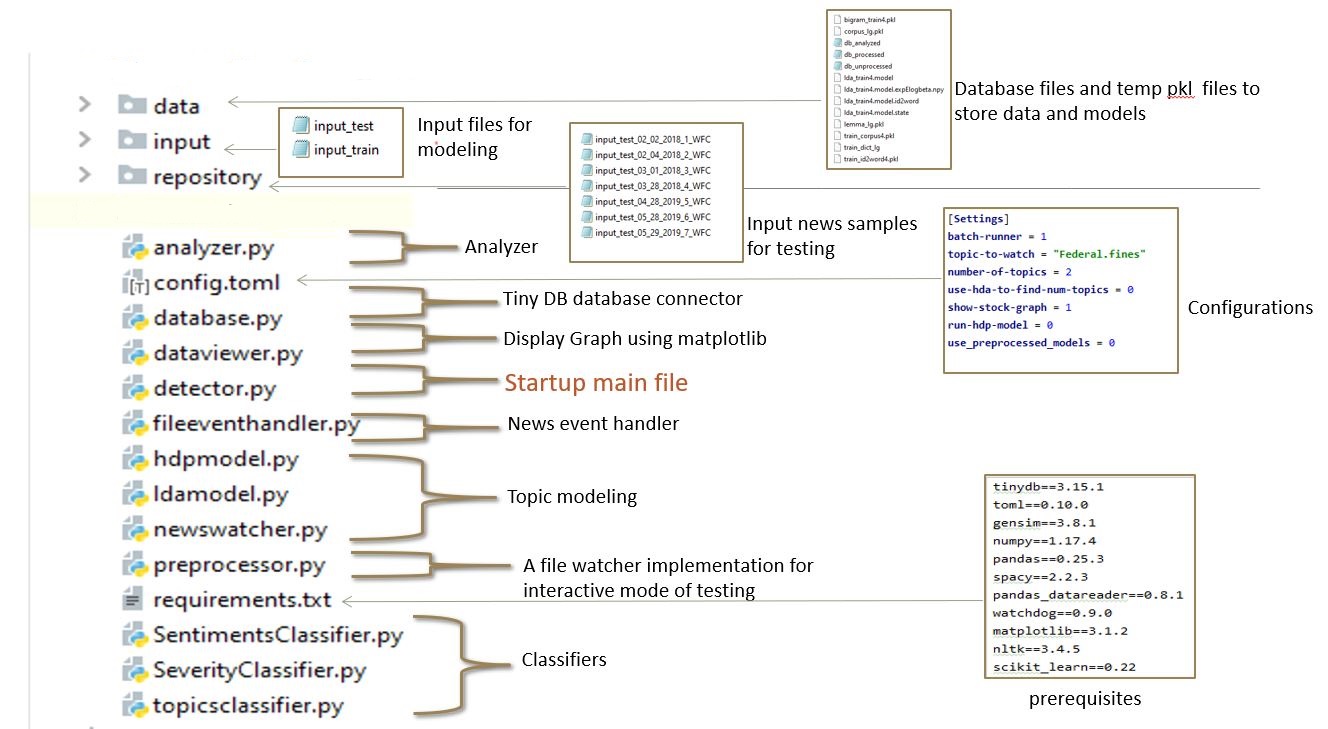 data
input
repository
analyzer.py
config.toml
database.py
dataviewer.py
detector.py
fileeventhandler.py
hdpmodel.py
ldamodel.py
newswatcher.py
preprocessor.py
requirements.txt
SentimentsClassifier.py
SeverityClassifier.py
topicsclassifier.py
input_test
input_train
Input files for
modeling
bigram_train4.pkl
corpus_lg.pkl
db_analyzed
db_processed
db_unprocessed
lda_train4.model
lda_train4.model.expElogbeta.npy
lda_train4.model.id2word
lda_train4.model.state
lemma_lg.pkl
train_corpus4.pkl
train_dict_lg
train_id2word4.pkl
Database files and temp pkl files to
store data and models
input_test_02_02_2018_1_WFC
input_test_02_04_2018_2_WFC
input_test_03_01_2018_3_WFC
input_test_03_28_2018_4_WFC
input_test_04_28_2019_5_WFC
input_test_05_28_2019_6_WFC
input_test_05_29_2019_7_WFC
Input news samples
for testing
[Settings]
batch-runner = 1
topic-to-watch = "Federal.fines"
number-of-topics = 2
use-hda-to-find-num-topics = 0
show-stock-graph = 1
run-hdp-model = 0
use_preprocessed_models = 0
Configurations
Analyzer
Tiny DB database connector
Display Graph using matplotlib
Startup main file
News event handler
Topic modeling
A file watcher implementation for
interactive mode of testing
Classifiers
tinydb==3.15.1
toml==0.10.0
gensim==3.8.1
numpy==1.17.4
pandas==0.25.3
spacy==2.2.3
pandas_datareader==0.8.1
watchdog==0.9.0
matplotlib==3.1.2
nltk==3.4.5
scikit_learn==0.22
prerequisites